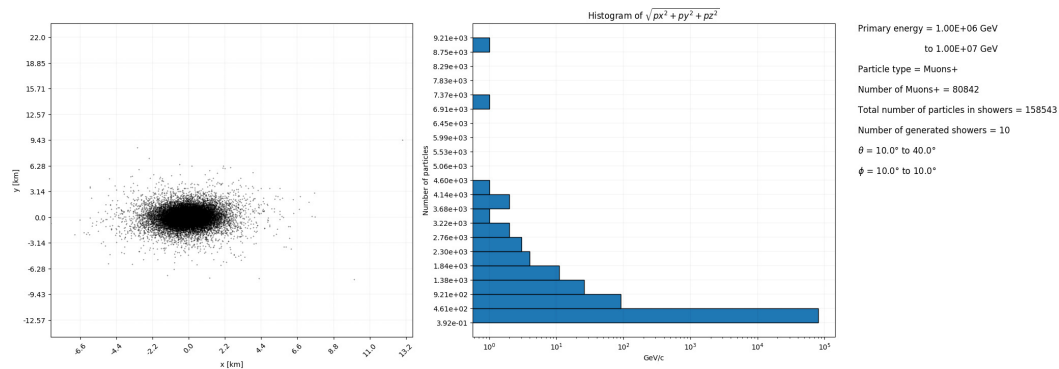 Histogram of √px² + py² + pz²
22.0
18.85
15.71
12.57
9.43
6.28
3.14
0.0
-3.14
-6.28
-9.43
-12.57
y [km]
-6.6 -4.4 -2.2 0.0 2.2 4.4 6.6 8.8 11.0 13.2
x [km]
9.21e+03
8.75e+03
8.29e+03
7.83e+03
7.37e+03
6.91e+03
6.45e+03
5.99e+03
5.53e+03
5.06e+03
4.60e+03
4.14e+03
3.68e+03
3.22e+03
2.76e+03
2.30e+03
1.84e+03
1.38e+03
9.21e+02
4.61e+02
3.92e-01
Number of particles
10⁰ 10¹ 10² 10³ 10⁴ 10⁵
GeV/c
Primary energy = 1.00E+06 GeV
to 1.00E+07 GeV
Particle type = Muons+
Number of Muons+ = 80842
Total number of particles in showers = 158543
Number of generated showers = 10
θ = 10.0° to 40.0°
ϕ = 10.0° to 10.0°